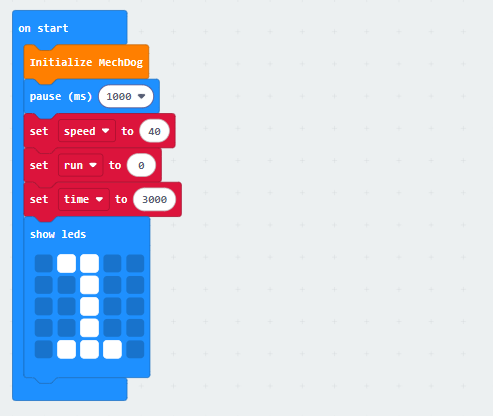 on start
Initialize MechDog
pause (ms) 1000
set speed to 40
set run to 0
set time to 3000
show leds